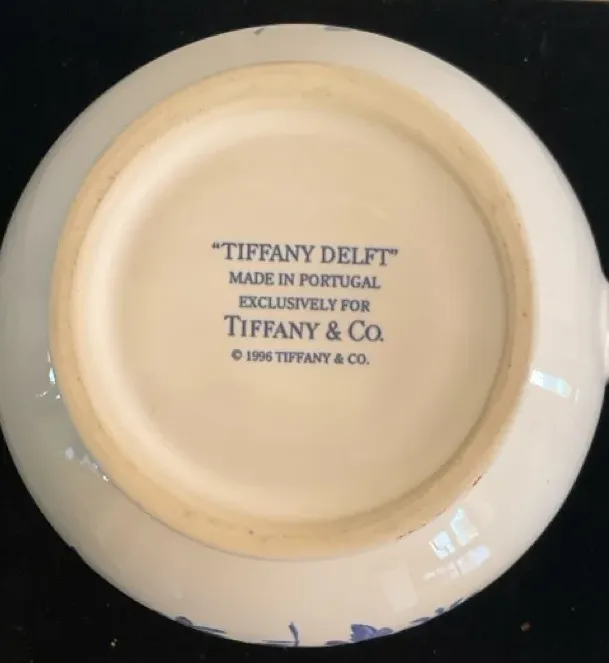 “TIFFANY DELFT”
MADE IN PORTUGAL
EXCLUSIVELY FOR
TIFFANY & CO.
© 1996 TIFFANY & CO.